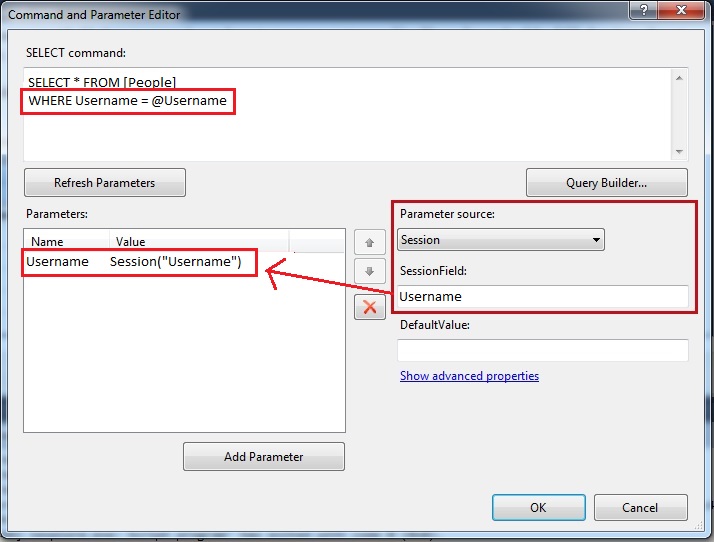 Command and Parameter Editor
SELECT command:
SELECT * FROM [People]
WHERE Username = @Username
Refresh Parameters
Query Builder...
Parameters:
Name Value
Username Session("Username")
Parameter source:
Session
SessionField:
Username
DefaultValue:
Show advanced properties
Add Parameter
OK
Cancel